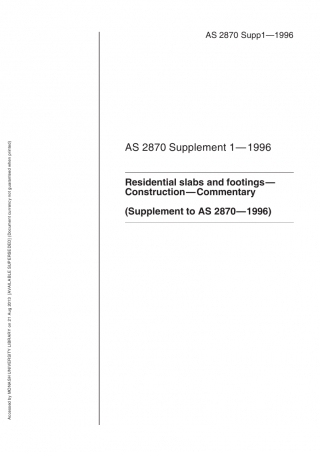 AS 2870 Supp1—1996
AS 2870 Supplement 1—1996
Residential slabs and footings—
Construction—Commentary
(Supplement to AS 2870—1996)
Accessed by MONASH UNIVERSITY LIBRARY on 21 Aug 2013 [AVAILABLE SUPERSEDED] (Document currency not guaranteed when printed)